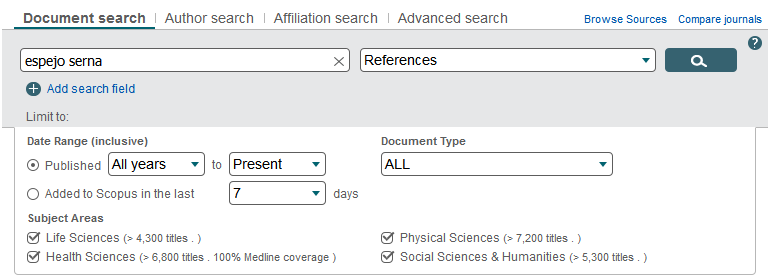 Document search | Author search | Affiliation search | Advanced search Browse Sources Compare journals
espejo serna References
Add search field
Limit to:
Date Range (inclusive) Document Type
Published All years to Present ALL
Added to Scopus in the last 7 days
Subject Areas
Life Sciences (> 4,300 titles . ) Physical Sciences (> 7,200 titles . )
Health Sciences (> 6,800 titles . 100% Medline coverage ) Social Sciences & Humanities (> 5,300 titles . )